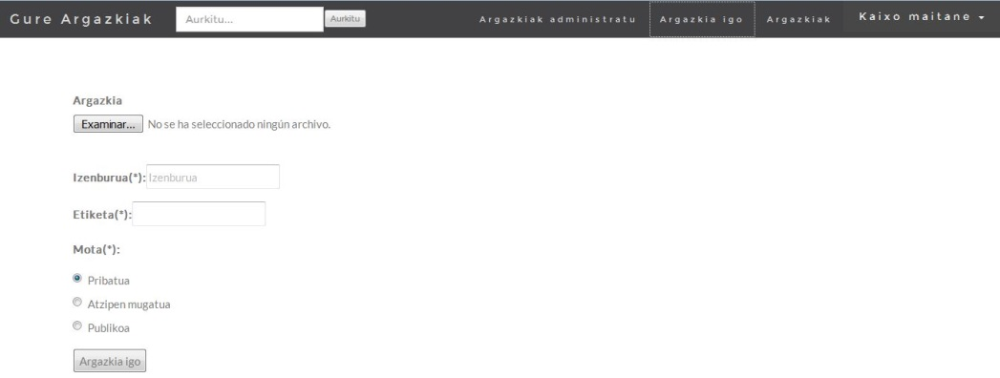 Gure Argazkiak Aurkitu... Aurkitu Argazkiak administratu Argazkia igo Argazkiak Kaixo maitane
Argazkia
Examinar... No se ha seleccionado ningún archivo.
Izenburua(*): Izenburua
Etiketa(*):
Mota(*):
Pribatua
Atzipen mugatua
Publikoa
Argazkia igo